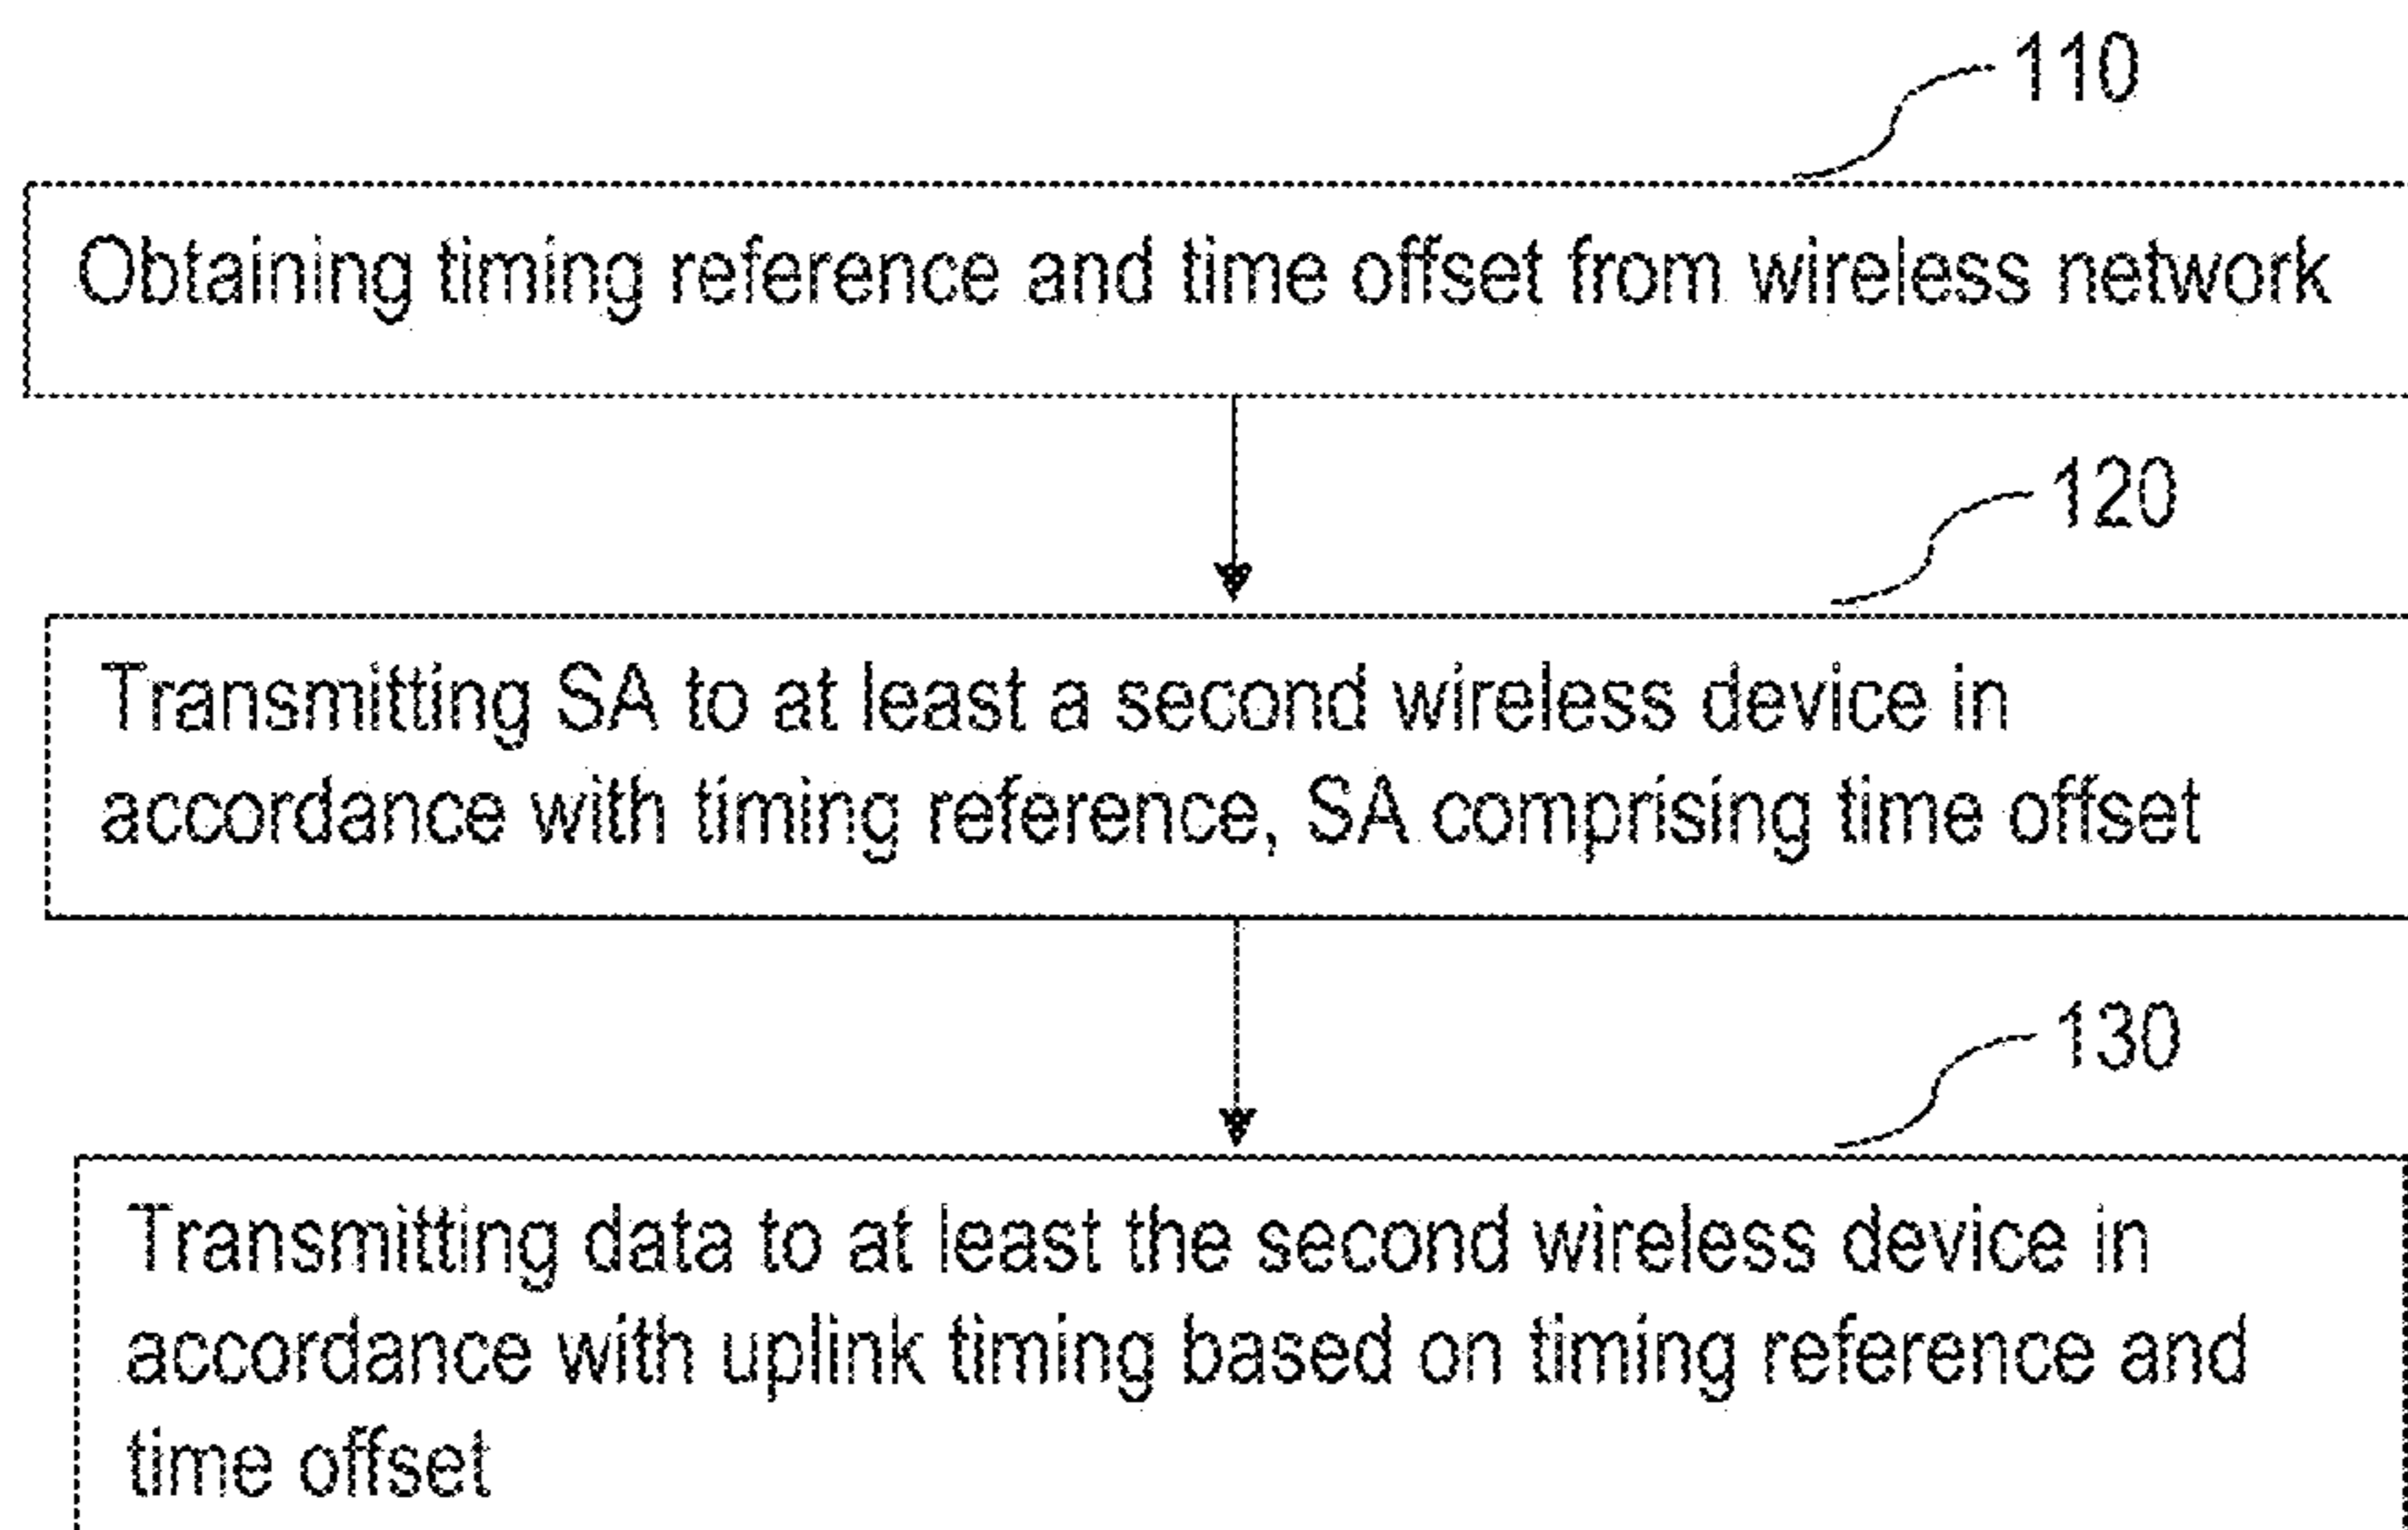 110
Obtaining timing reference and time offset from wireless network
120
Transmitting SA to at least a second wireless device in
accordance with timing reference, SA comprising time offset
130
Transmitting data to at least the second wireless device in
accordance with uplink timing based on timing reference and
time offset